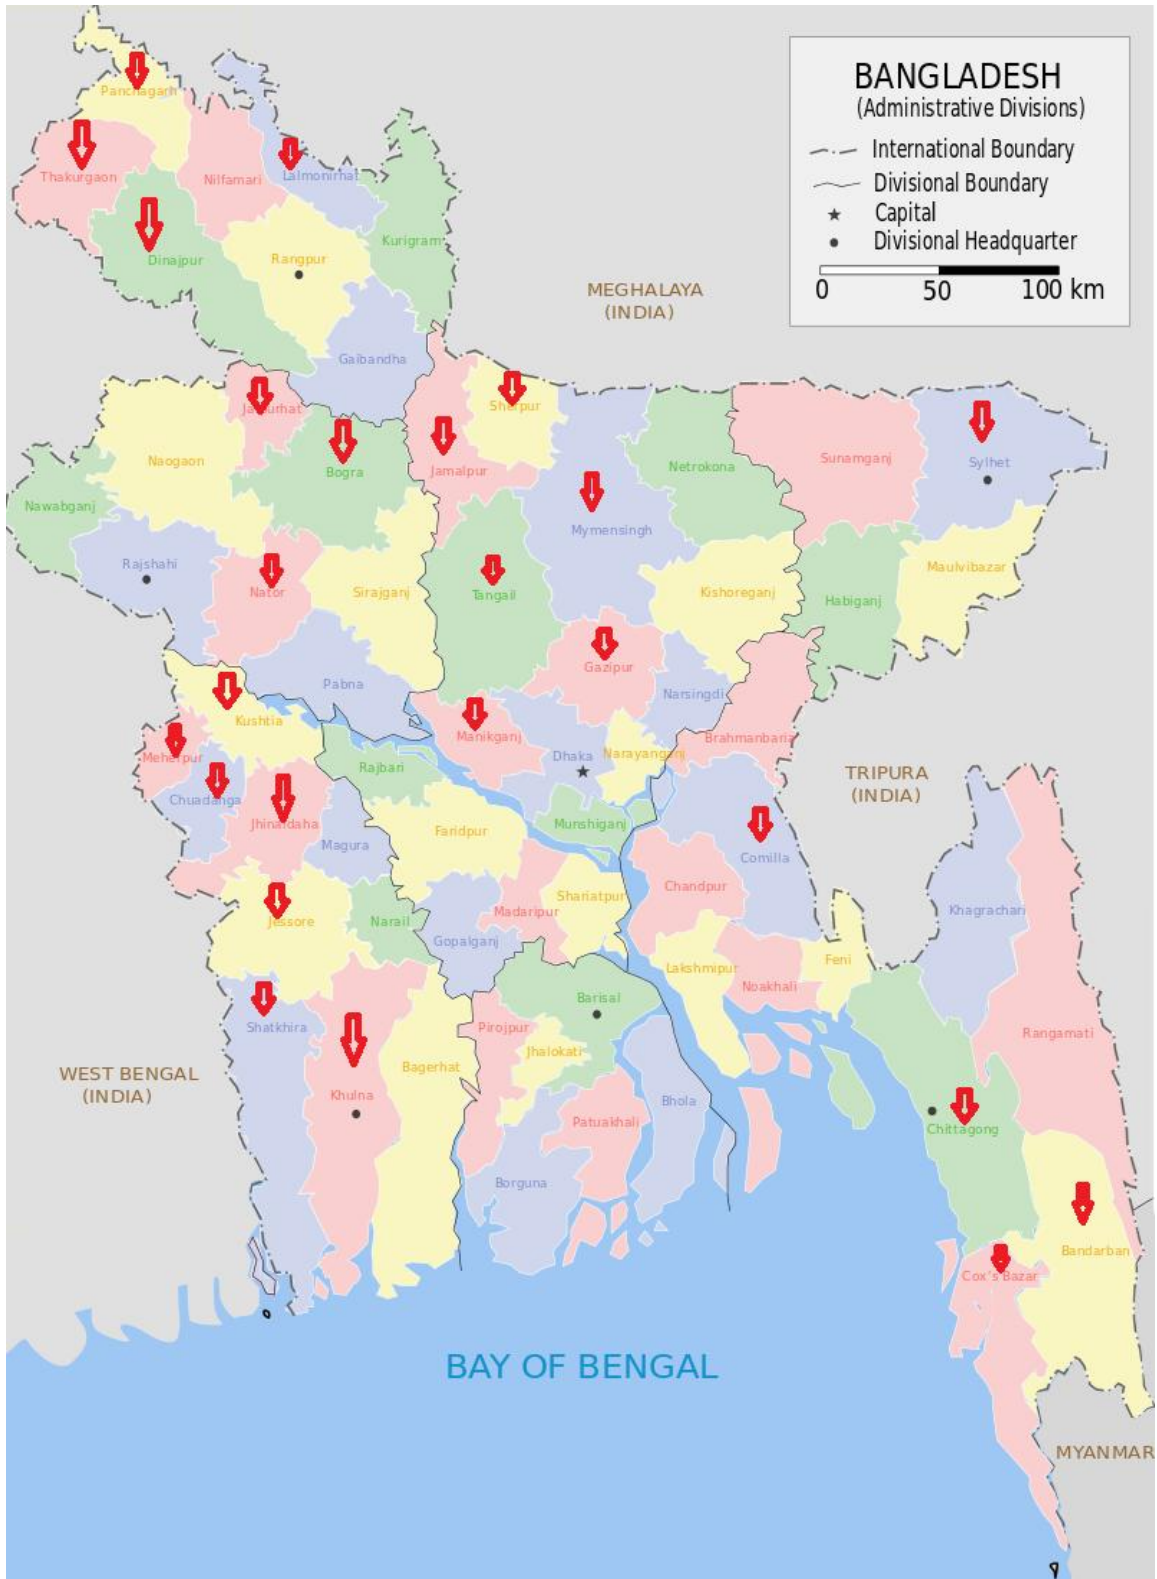 BANGLADESH
(Administrative Divisions)
International Boundary
Divisional Boundary
Capital
Divisional Headquarter
0 50 100 km
Panchagarh
Thakurgaon
Nilfamari
Lalmonirhat
Dinajpur
Rangpur
Kurigram
MEGHALAYA
(INDIA)
Gaibandha
Sherpur
Naogaon
Bogra
Jamalpur
Netrokona
Sunamganj
Sylhet
Nawabganj
Mymensingh
Rajshahi
Nator
Sirajganj
Tangail
Kishoreganj
Habiganj
Maulvibazar
Gazipur
Pabna
Narsingdi
Kushtia
Manikganj
Brahmanbaria
Meherpur
Dhaka
Narayanganj
Rajbari
TRIPURA
(INDIA)
Chuadanga
Jhinaidaha
Magura
Faridpur
Munshiganj
Comilla
Chandpur
Shariatpur
Madaripur
Khagrachari
Jessore
Narail
Gopalganj
Feni
Lakshmipur
Noakhali
Barisal
Shatkhira
Pirojpur
Rangamati
Jhalokati
Bagerhat
WEST BENGAL
(INDIA)
Khulna
Bhola
Patuakhali
Chittagong
Borguna
Bandarban
Cox's Bazar
BAY OF BENGAL
MYANMAR